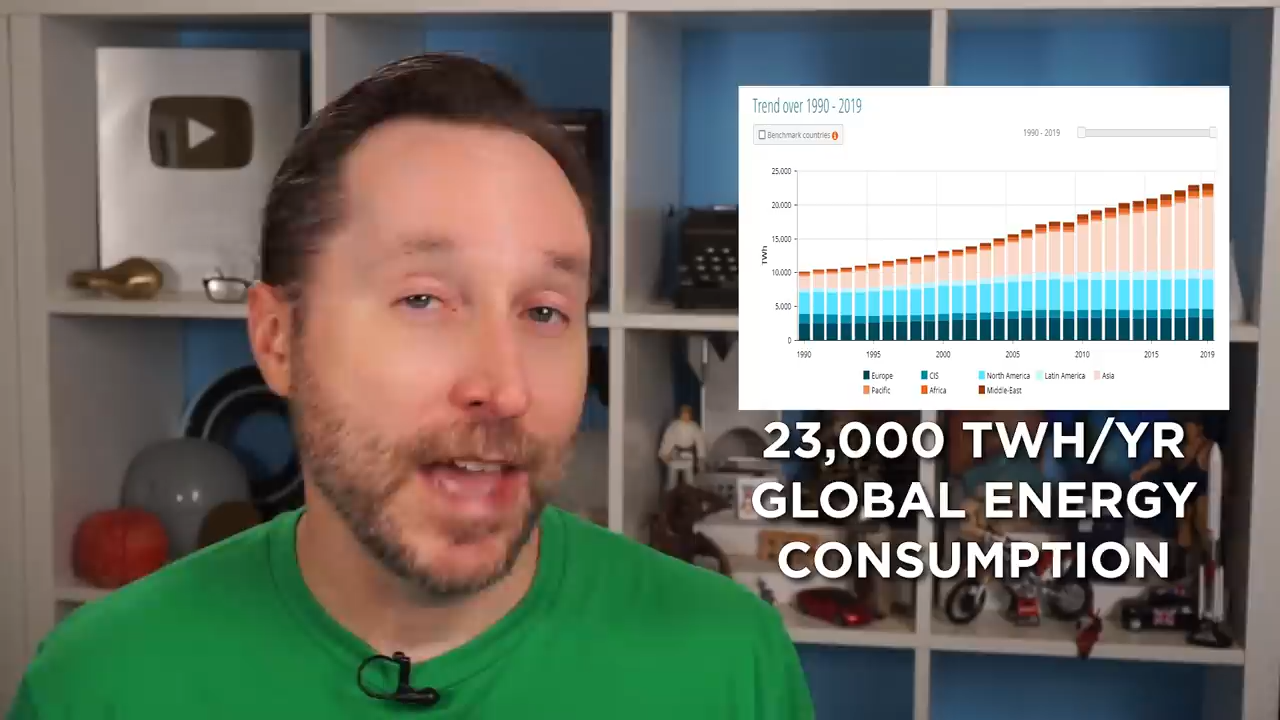 Trend over 1990 - 2019
Benchmark countries
1990 - 2019
25,000
20,000
15,000
10,000
5,000
0
TWh
1990 1995 2000 2005 2010 2015 2019
Europe CIS North America Latin America Asia
Pacific Africa Middle-East
23,000 TWH/YR
GLOBAL ENERGY
CONSUMPTION